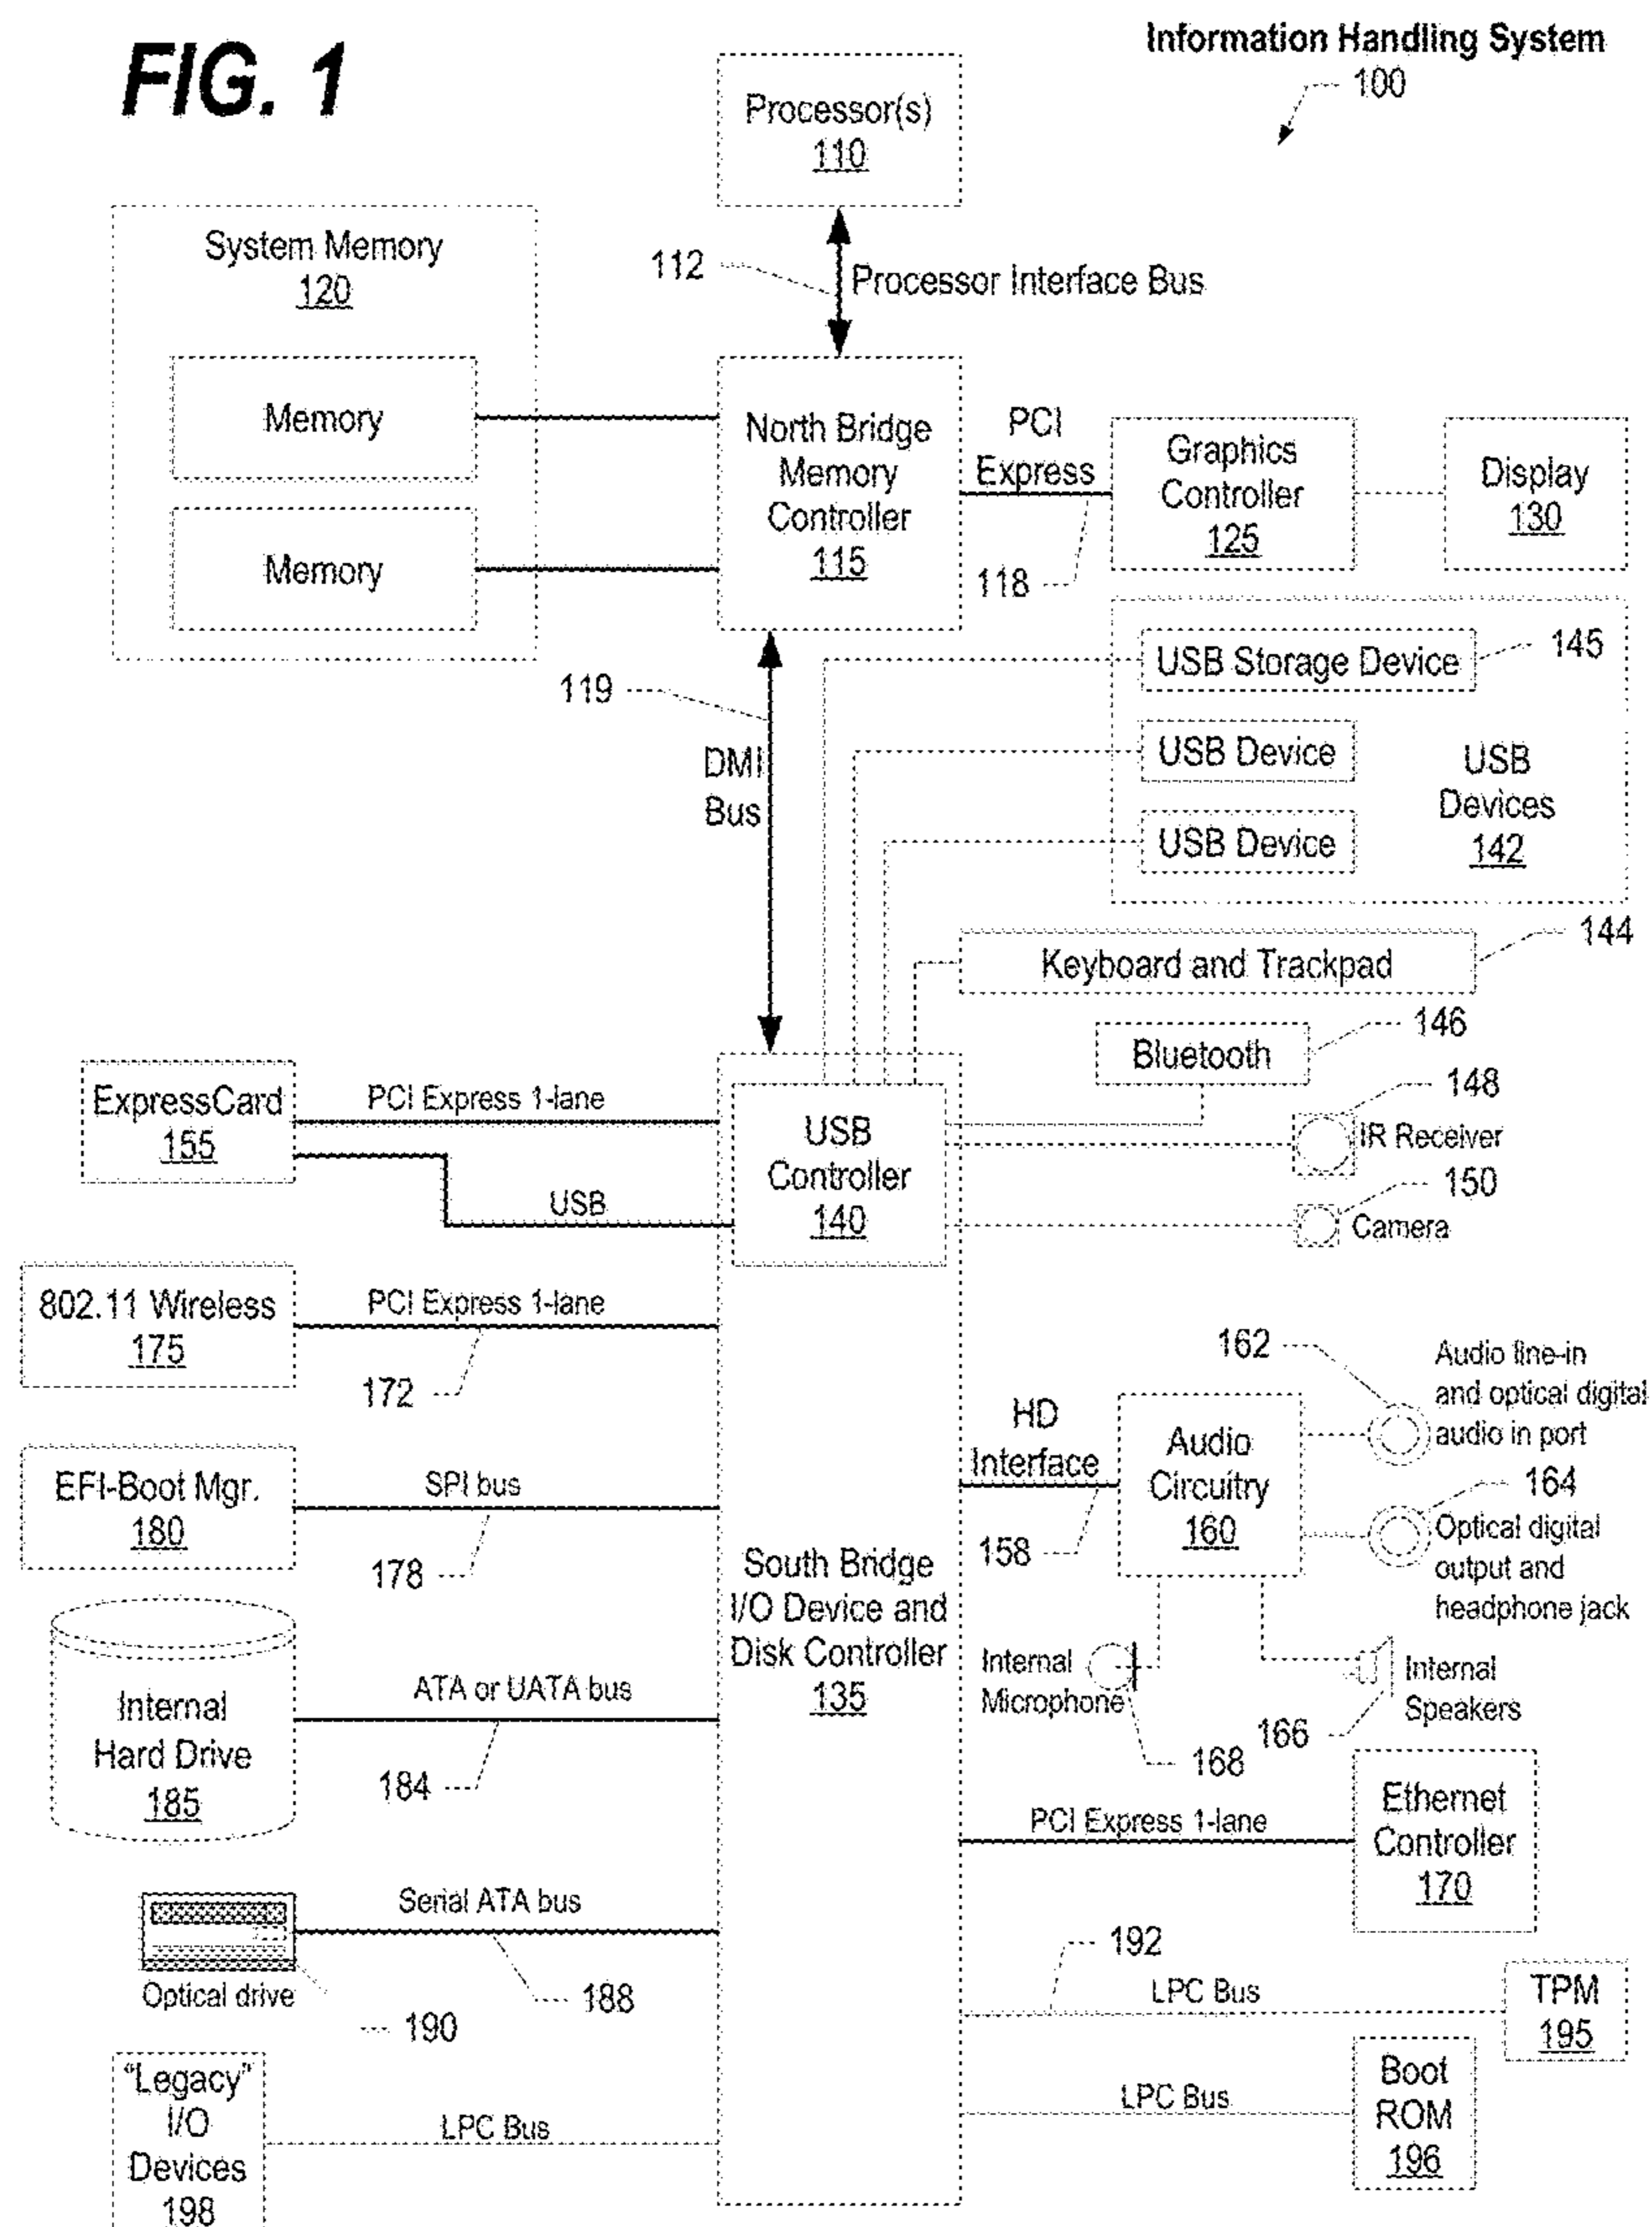 FIG. 1
Information Handling System
100
Processor(s)
110
System Memory
120
112
Processor Interface Bus
Memory
Memory
North Bridge
Memory
Controller
115
PCI
Express
118
Graphics
Controller
125
Display
130
119
DMI
Bus
USB Storage Device
145
USB Device
USB Device
USB
Devices
142
Keyboard and Trackpad
144
Bluetooth
146
148
IR Receiver
150
Camera
ExpressCard
155
PCI Express 1-lane
USB
USB
Controller
140
802.11 Wireless
175
PCI Express 1-lane
172
EFI-Boot Mgr.
180
SPI bus
178
South Bridge
I/O Device and
Disk Controller
135
HD
Interface
158
Audio
Circuitry
160
162
Audio line-in
and optical digital
audio in port
164
Optical digital
output and
headphone jack
Internal
Microphone
168
166
Internal
Speakers
Internal
Hard Drive
185
ATA or UATA bus
184
PCI Express 1-lane
Ethernet
Controller
170
Serial ATA bus
188
Optical drive
190
192
LPC Bus
TPM
195
"Legacy"
I/O
Devices
198
LPC Bus
LPC Bus
Boot
ROM
196